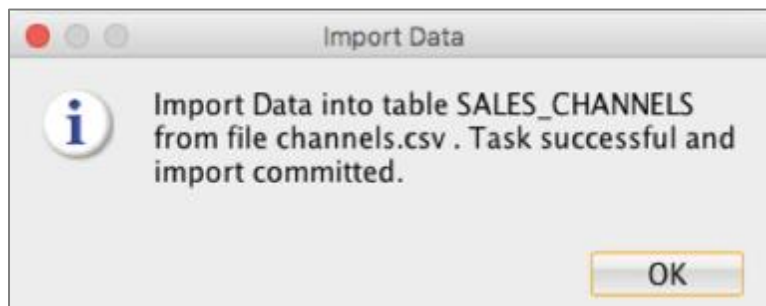 Import Data
Import Data into table SALES_CHANNELS
from file channels.csv . Task successful and
import committed.
OK